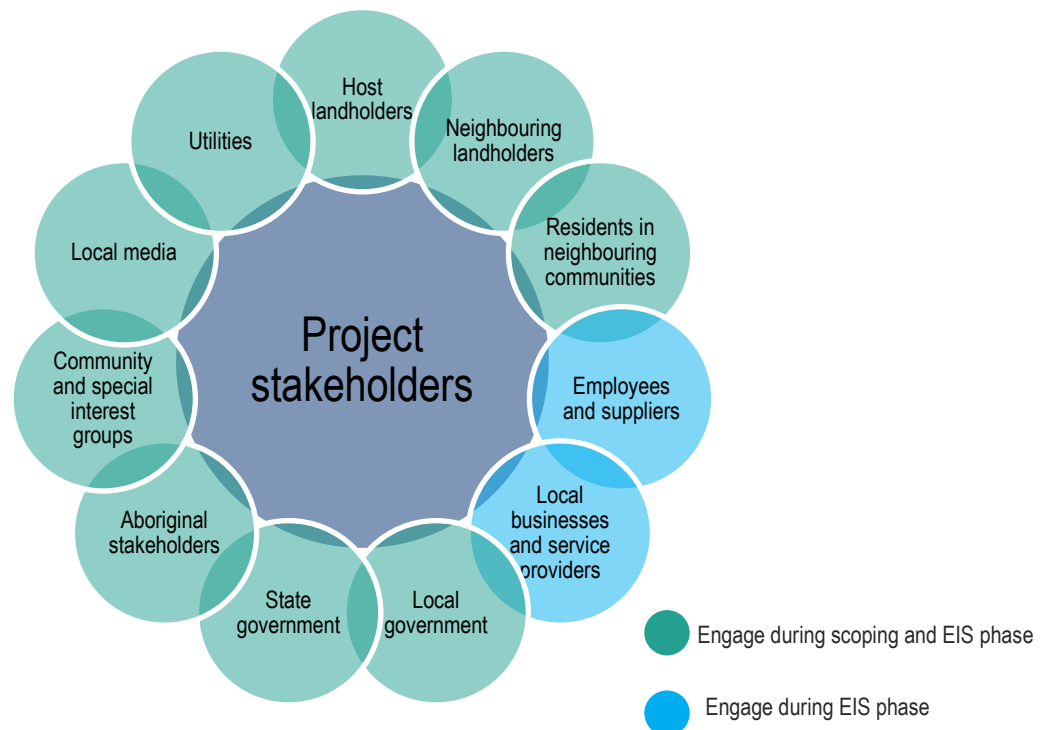 Host
landholders
Neighbouring
landholders
Residents in
neighbouring
communities
Employees
and suppliers
Local
businesses
and service
providers
Local
government
State
government
Aboriginal
stakeholders
Community
and special
interest
groups
Local media
Utilities
Project
stakeholders
Engage during scoping and EIS phase
Engage during EIS phase